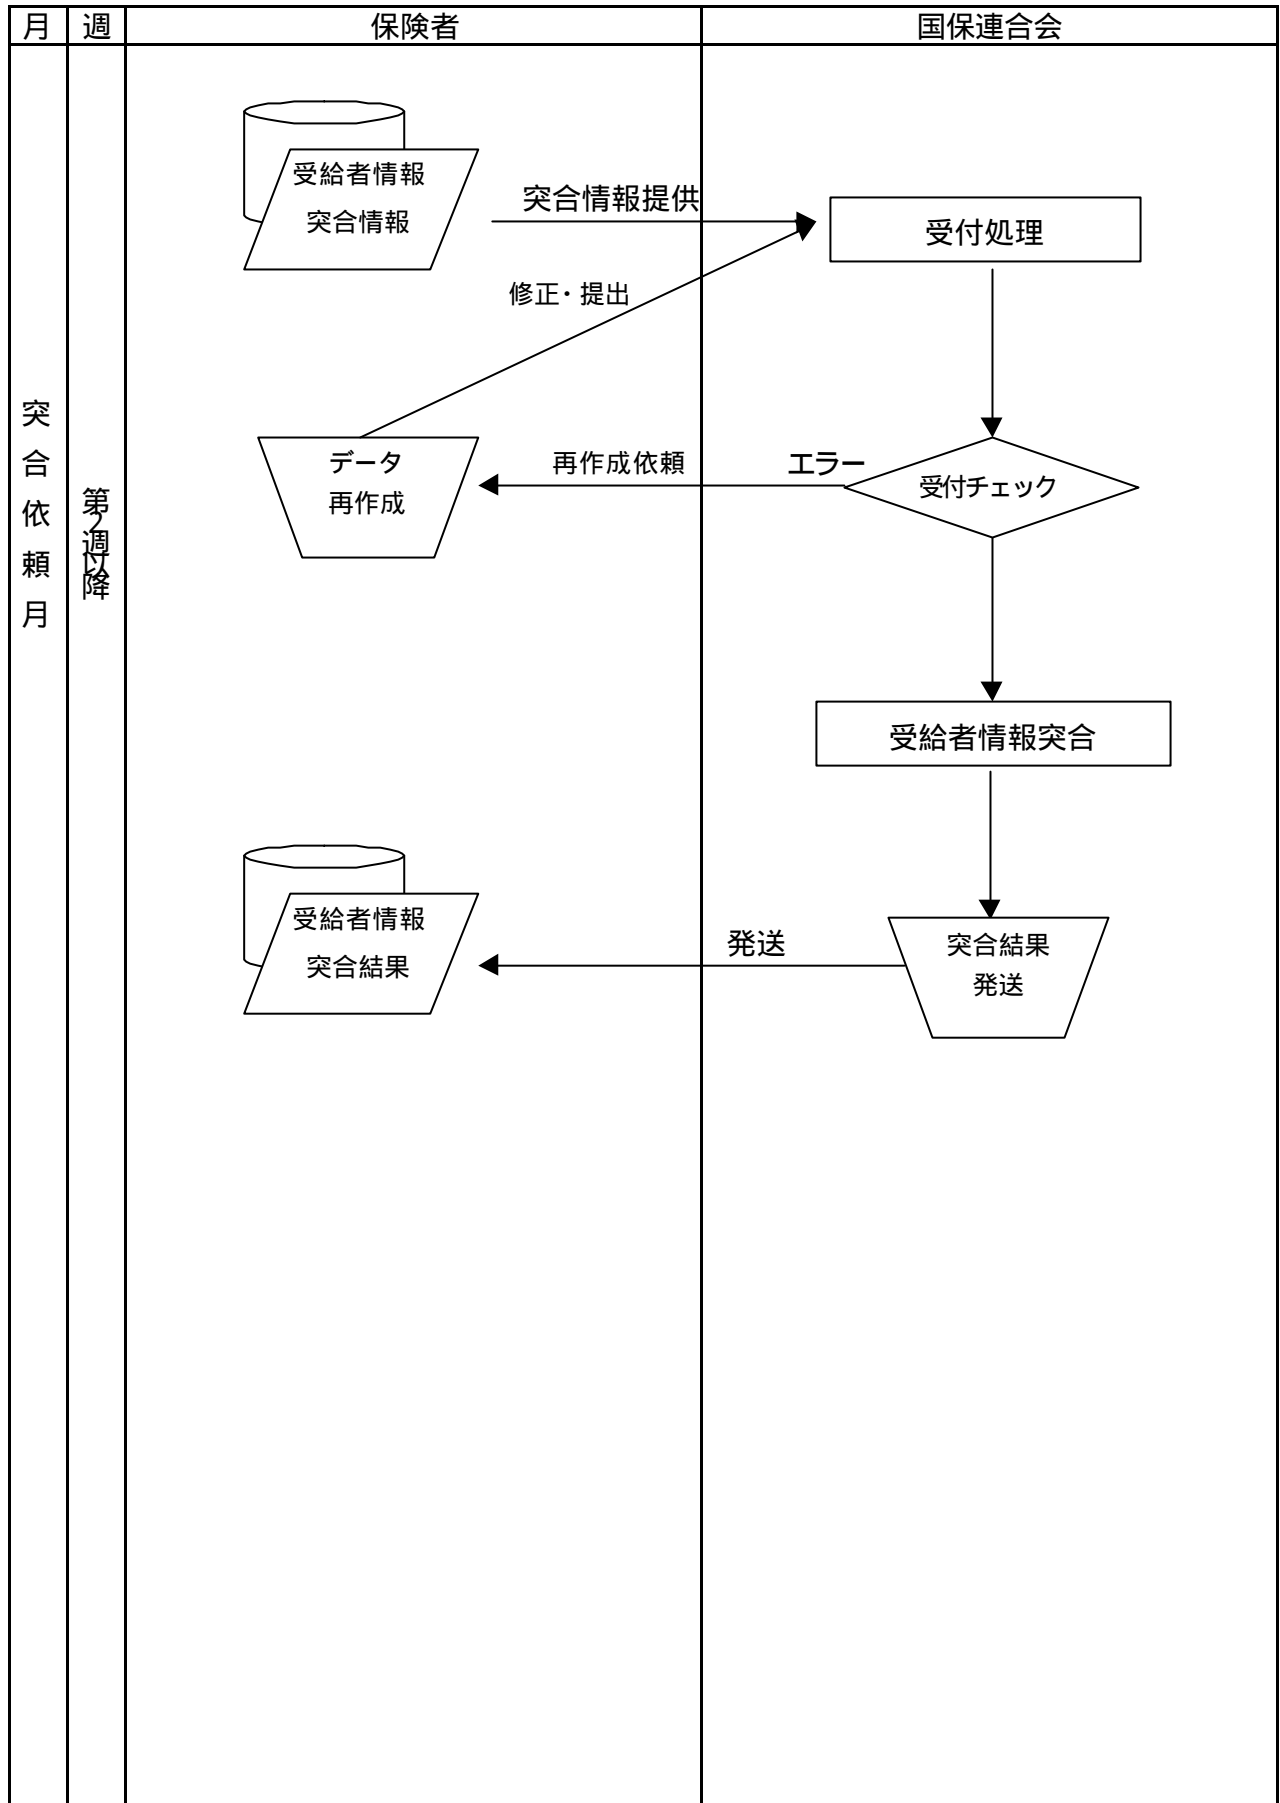 月 週 保険者 国保連合会
受給者情報
突合情報
突合情報提供
受付処理
修正・提出
突合依頼月
第2週以降
データ
再作成
再作成依頼
エラー
受付チェック
受給者情報突合
受給者情報
突合結果
発送
突合結果
発送